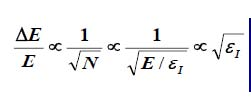 ΔE/E ∝ 1/√N ∝ 1/√(E/ε_I) ∝ √ε_I